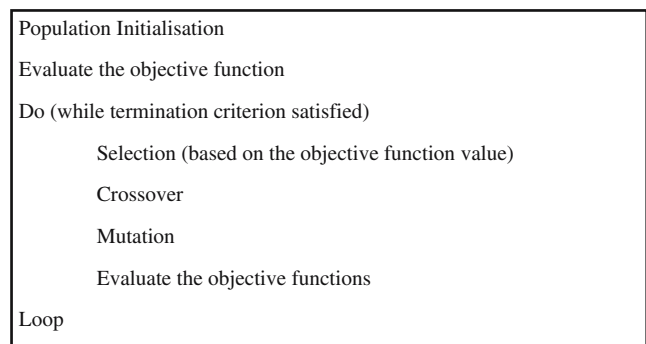 Population Initialisation
Evaluate the objective function
Do (while termination criterion satisfied)
Selection (based on the objective function value)
Crossover
Mutation
Evaluate the objective functions
Loop